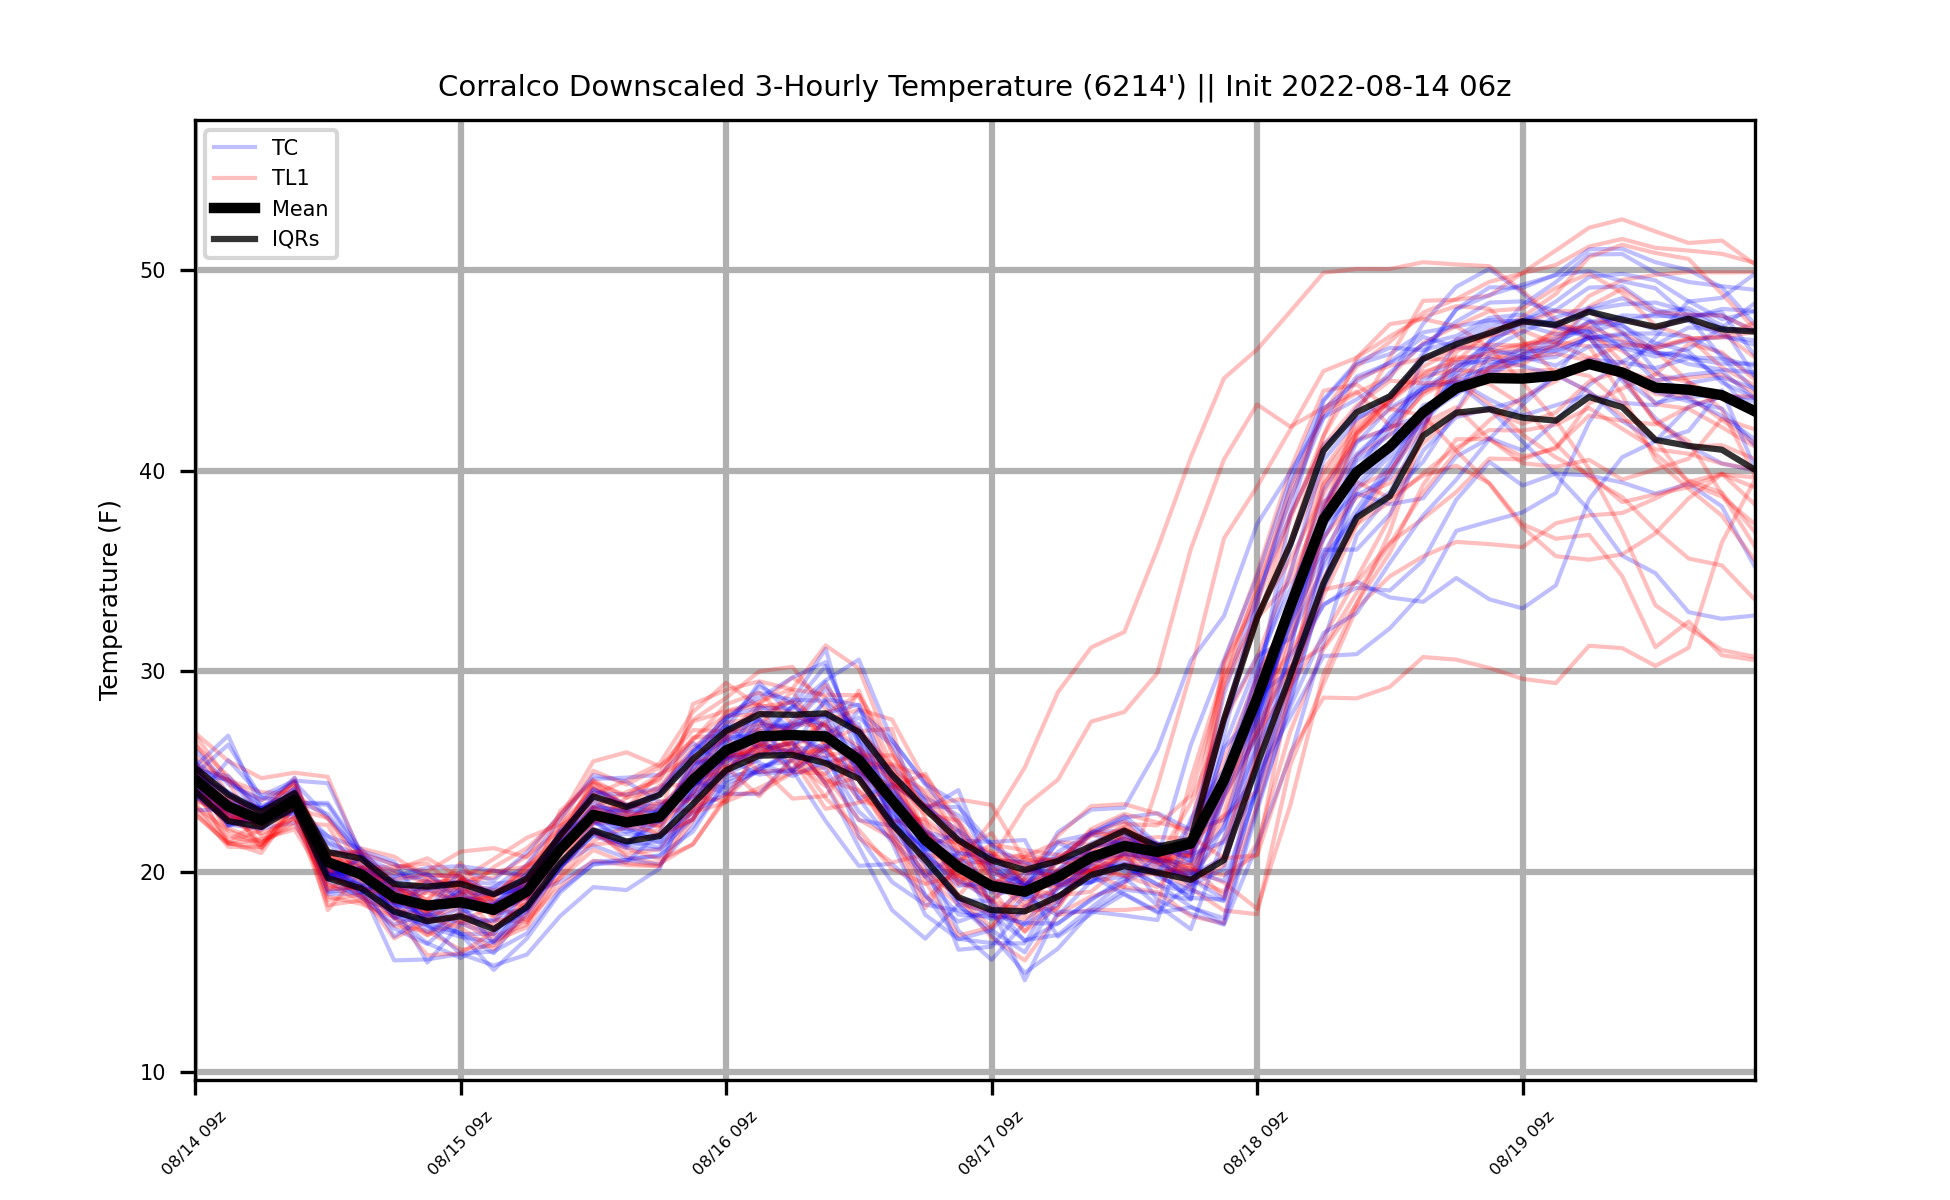 Corralco Downscaled 3-Hourly Temperature (6214') || Init 2022-08-14 06z
TC
TL1
Mean
IQRs
Temperature (F)
50
40
30
20
10
08/14 09z
08/15 09z
08/16 09z
08/17 09z
08/18 09z
08/19 09z